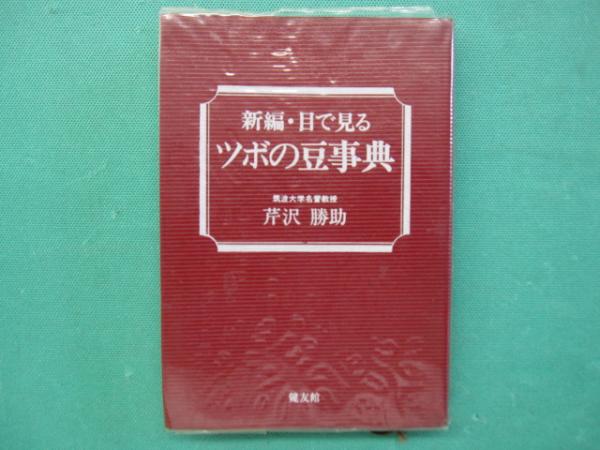 新編・目で見る
ツボの豆事典
筑波大学名誉教授
芹沢 勝助
健友館